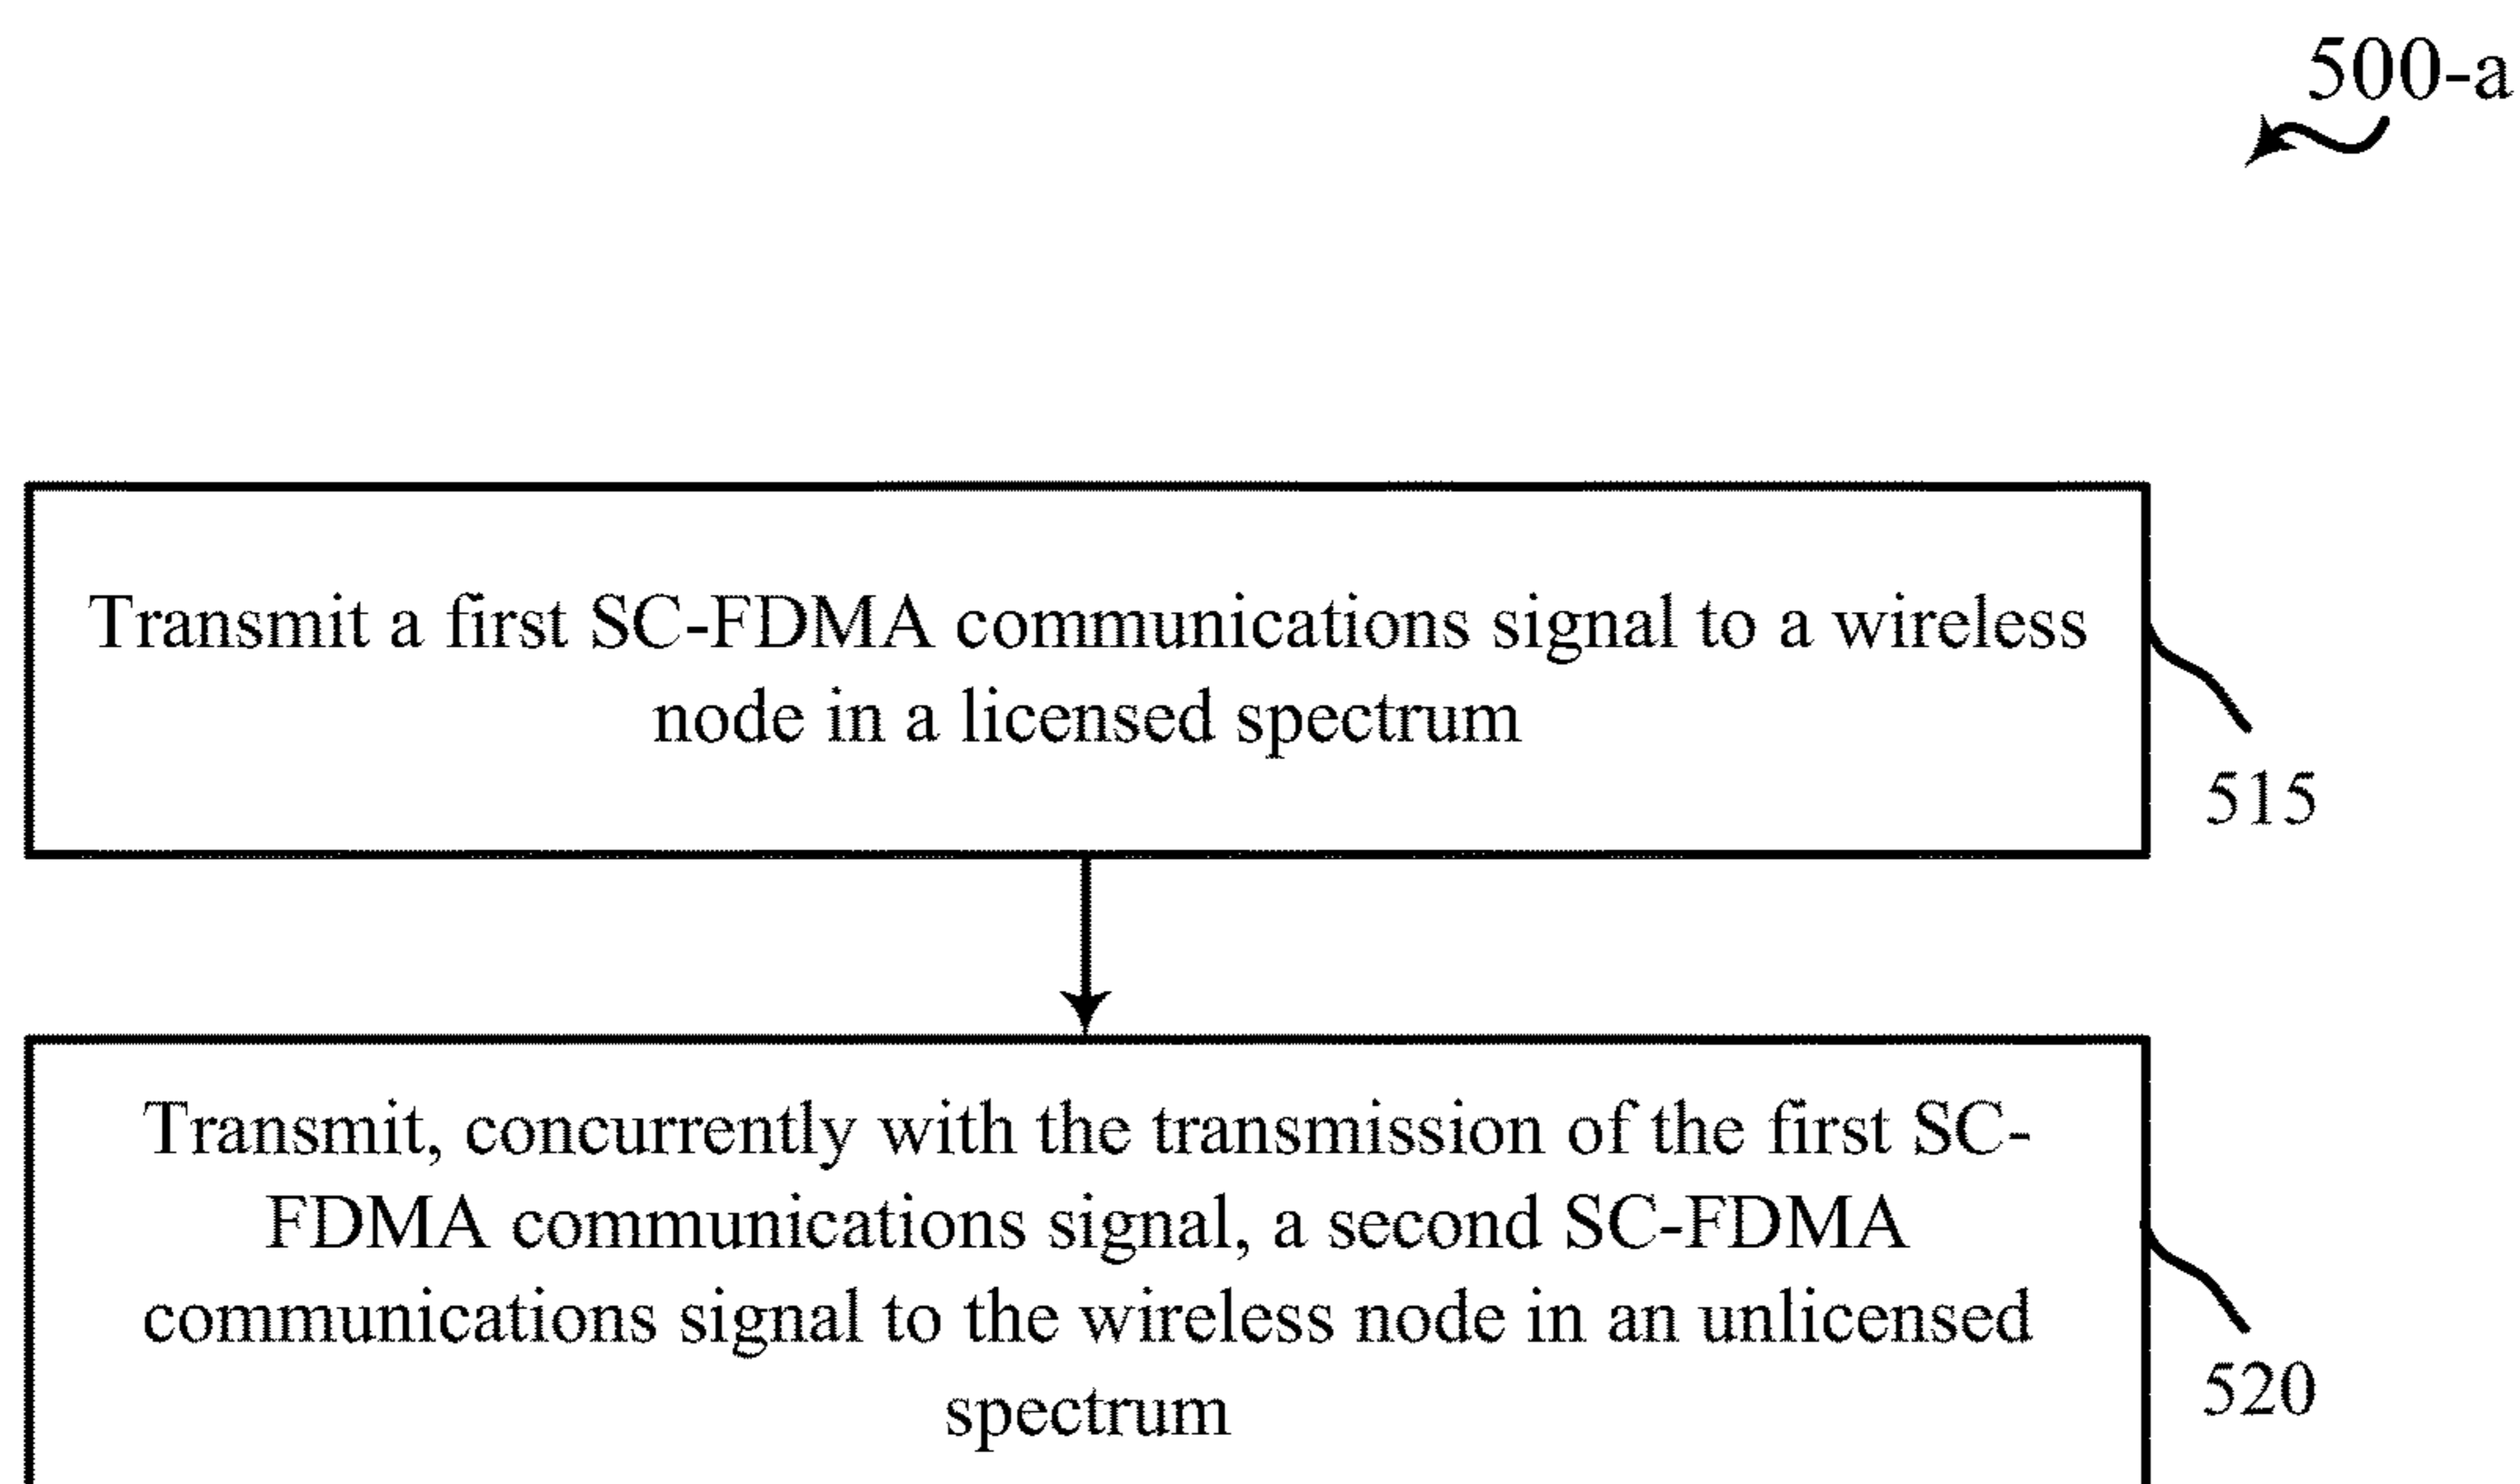 500-a
Transmit a first SC-FDMA communications signal to a wireless
node in a licensed spectrum
515
Transmit, concurrently with the transmission of the first SC-
FDMA communications signal, a second SC-FDMA
communications signal to the wireless node in an unlicensed
spectrum
520